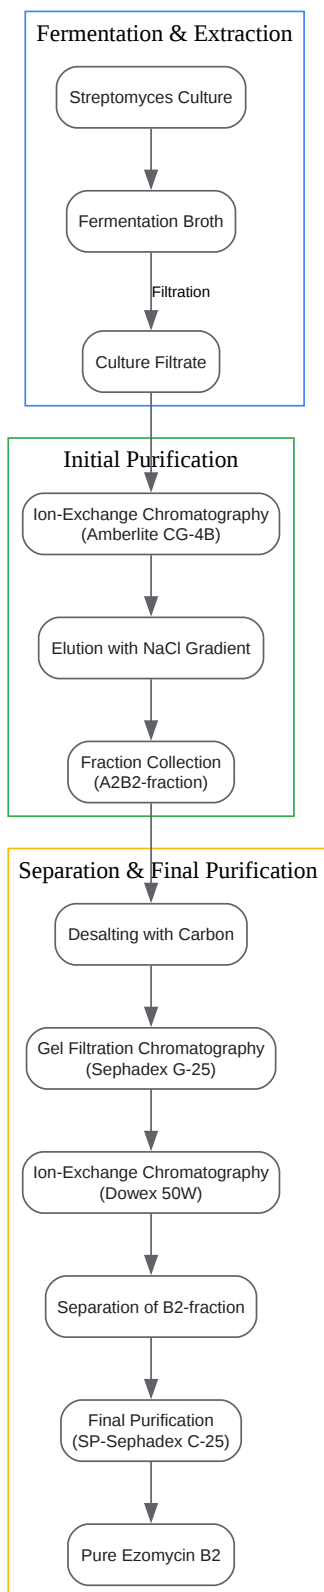 Fermentation & Extraction
Streptomyces Culture
Fermentation Broth
Filtration
Culture Filtrate
Initial Purification
Ion-Exchange Chromatography
(Amberlite CG-4B)
Elution with NaCl Gradient
Fraction Collection
(A2B2-fraction)
Separation & Final Purification
Desalting with Carbon
Gel Filtration Chromatography
(Sephadex G-25)
Ion-Exchange Chromatography
(Dowex 50W)
Separation of B2-fraction
Final Purification
(SP-Sephadex C-25)
Pure Ezomycin B2